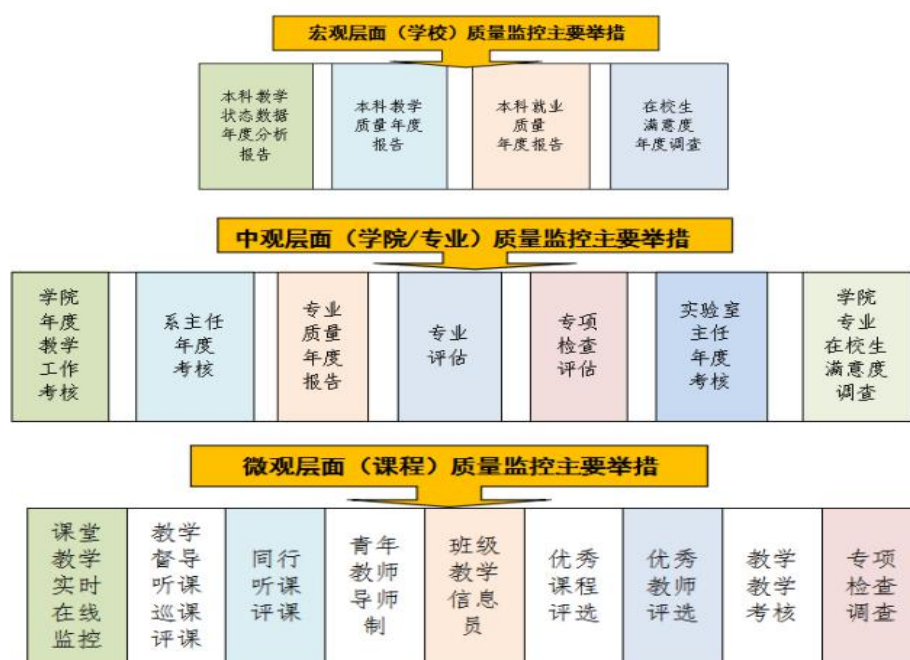 宏观层面（学校）质量监控主要举措
本科教学
状态数据
年度分析
报告
本科教学
质量年度
报告
本科就业
质量
年度报告
在校生
满意度
年度调查
中观层面（学院/专业）质量监控主要举措
学院
年度
教学
工作
考核
系主任
年度
考核
专业
质量
年度
报告
专业
评估
专项
检查
评估
实验室
主任
年度
考核
学院
专业
在校生
满意度
调查
微观层面（课程）质量监控主要举措
课堂
教学
实时
在线
监控
教学
督导
听课
巡课
评课
同行
听课
评课
青年
教师
导师
制
班级
教学
信息
员
优秀
课程
评选
优秀
教师
评选
教学
教学
考核
专项
检查
调查